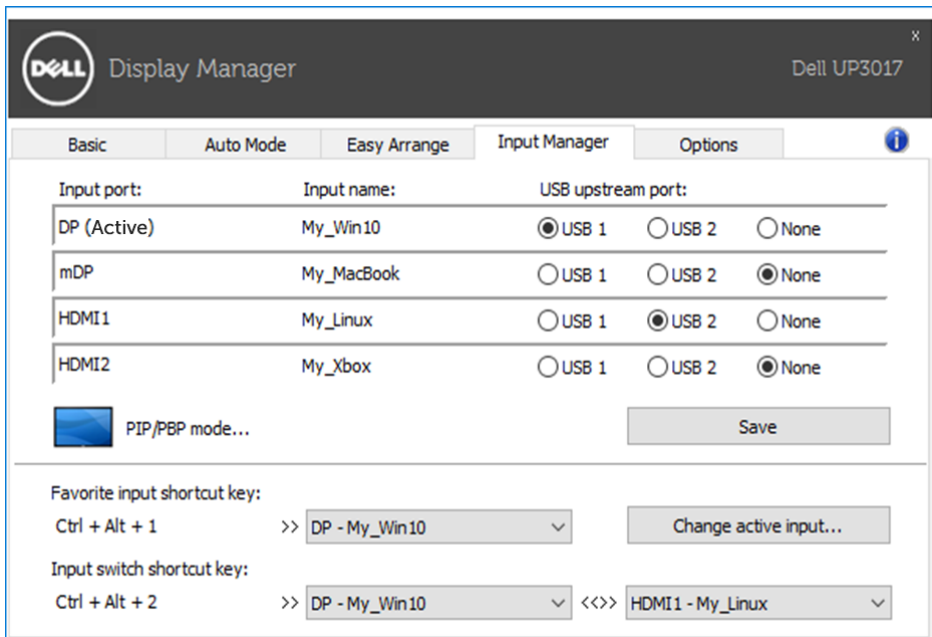 x
DELL Display Manager Dell UP3017
Basic Auto Mode Easy Arrange Input Manager Options i
Input port: Input name: USB upstream port:
DP (Active) My_Win10 USB 1 USB 2 None
mDP My_MacBook USB 1 USB 2 None
HDMI1 My_Linux USB 1 USB 2 None
HDMI2 My_Xbox USB 1 USB 2 None
PIP/PBP mode... Save
Favorite input shortcut key:
Ctrl + Alt + 1 >> DP - My_Win10 Change active input...
Input switch shortcut key:
Ctrl + Alt + 2 >> DP - My_Win10 <<>> HDMI1 - My_Linux